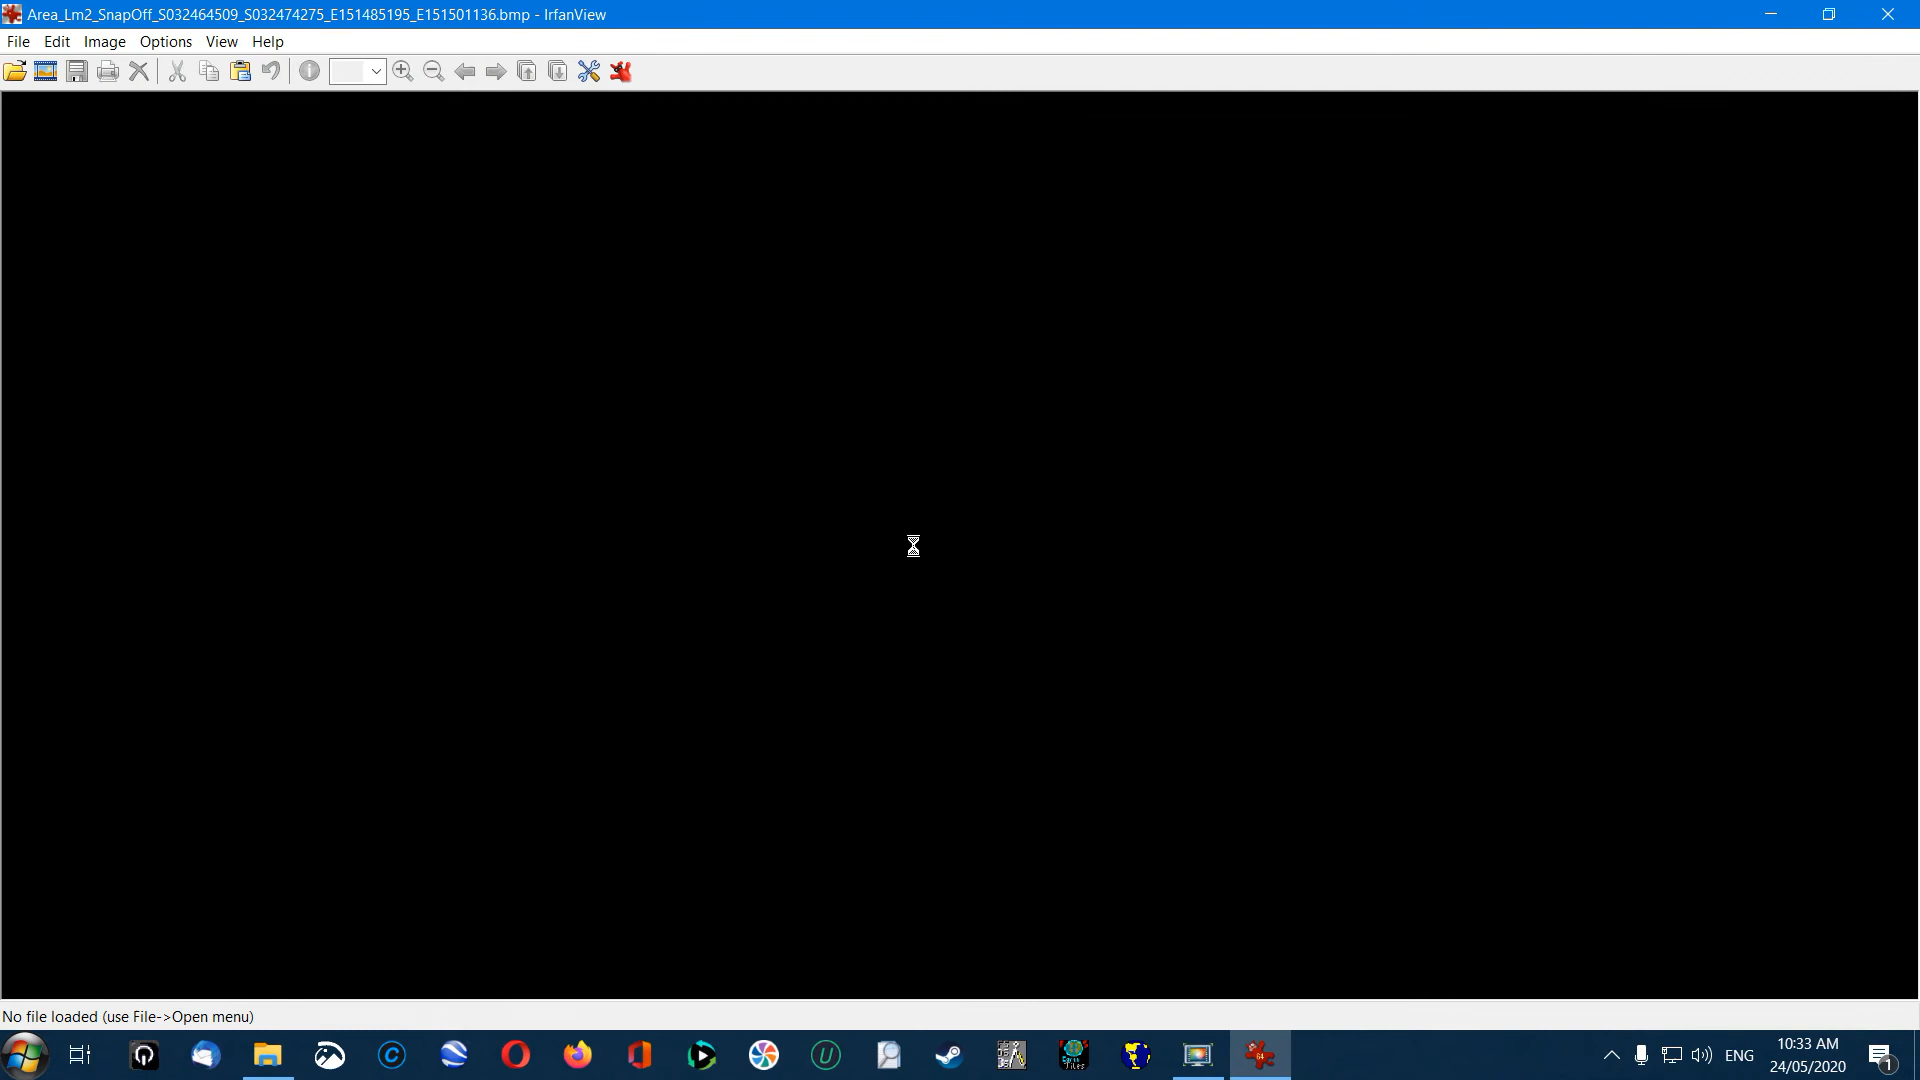 Area_Lm2_SnapOff_S032464509_S032474275_E151485195_E151501136.bmp - IrfanView
File Edit Image Options View Help
No file loaded (use File->Open menu)
ENG
10:33 AM
24/05/2020
1